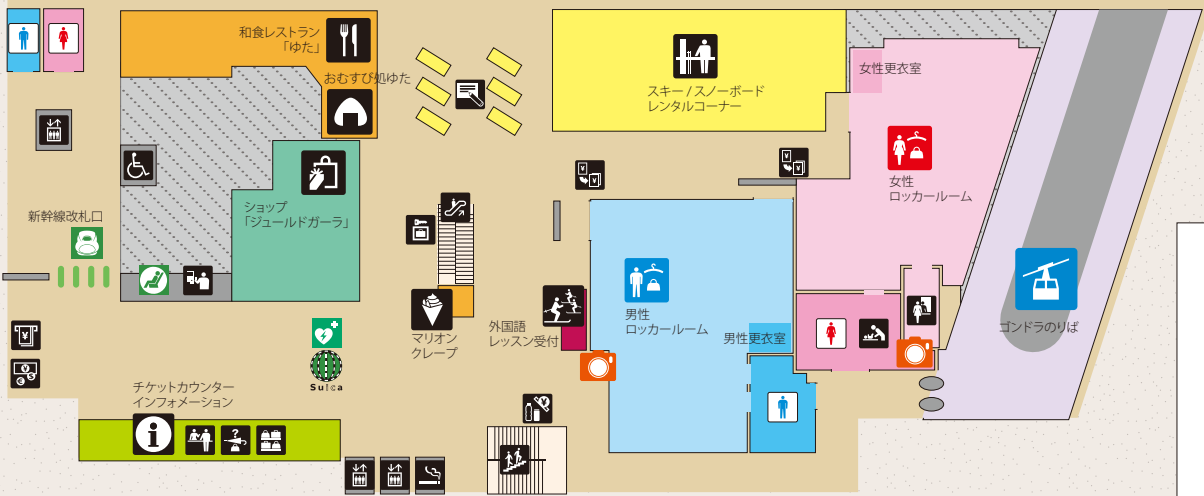 和食レストラン
「ゆた」
おむすび処ゆた
スキー / スノーボード
レンタルコーナー
女性更衣室
女性
ロッカールーム
ショップ
「ジュールドガーラ」
新幹線改札口
男性
ロッカールーム
ゴンドラのりば
マリオン
クレープ
外国語
レッスン受付
男性更衣室
Suica
チケットカウンター
インフォメーション